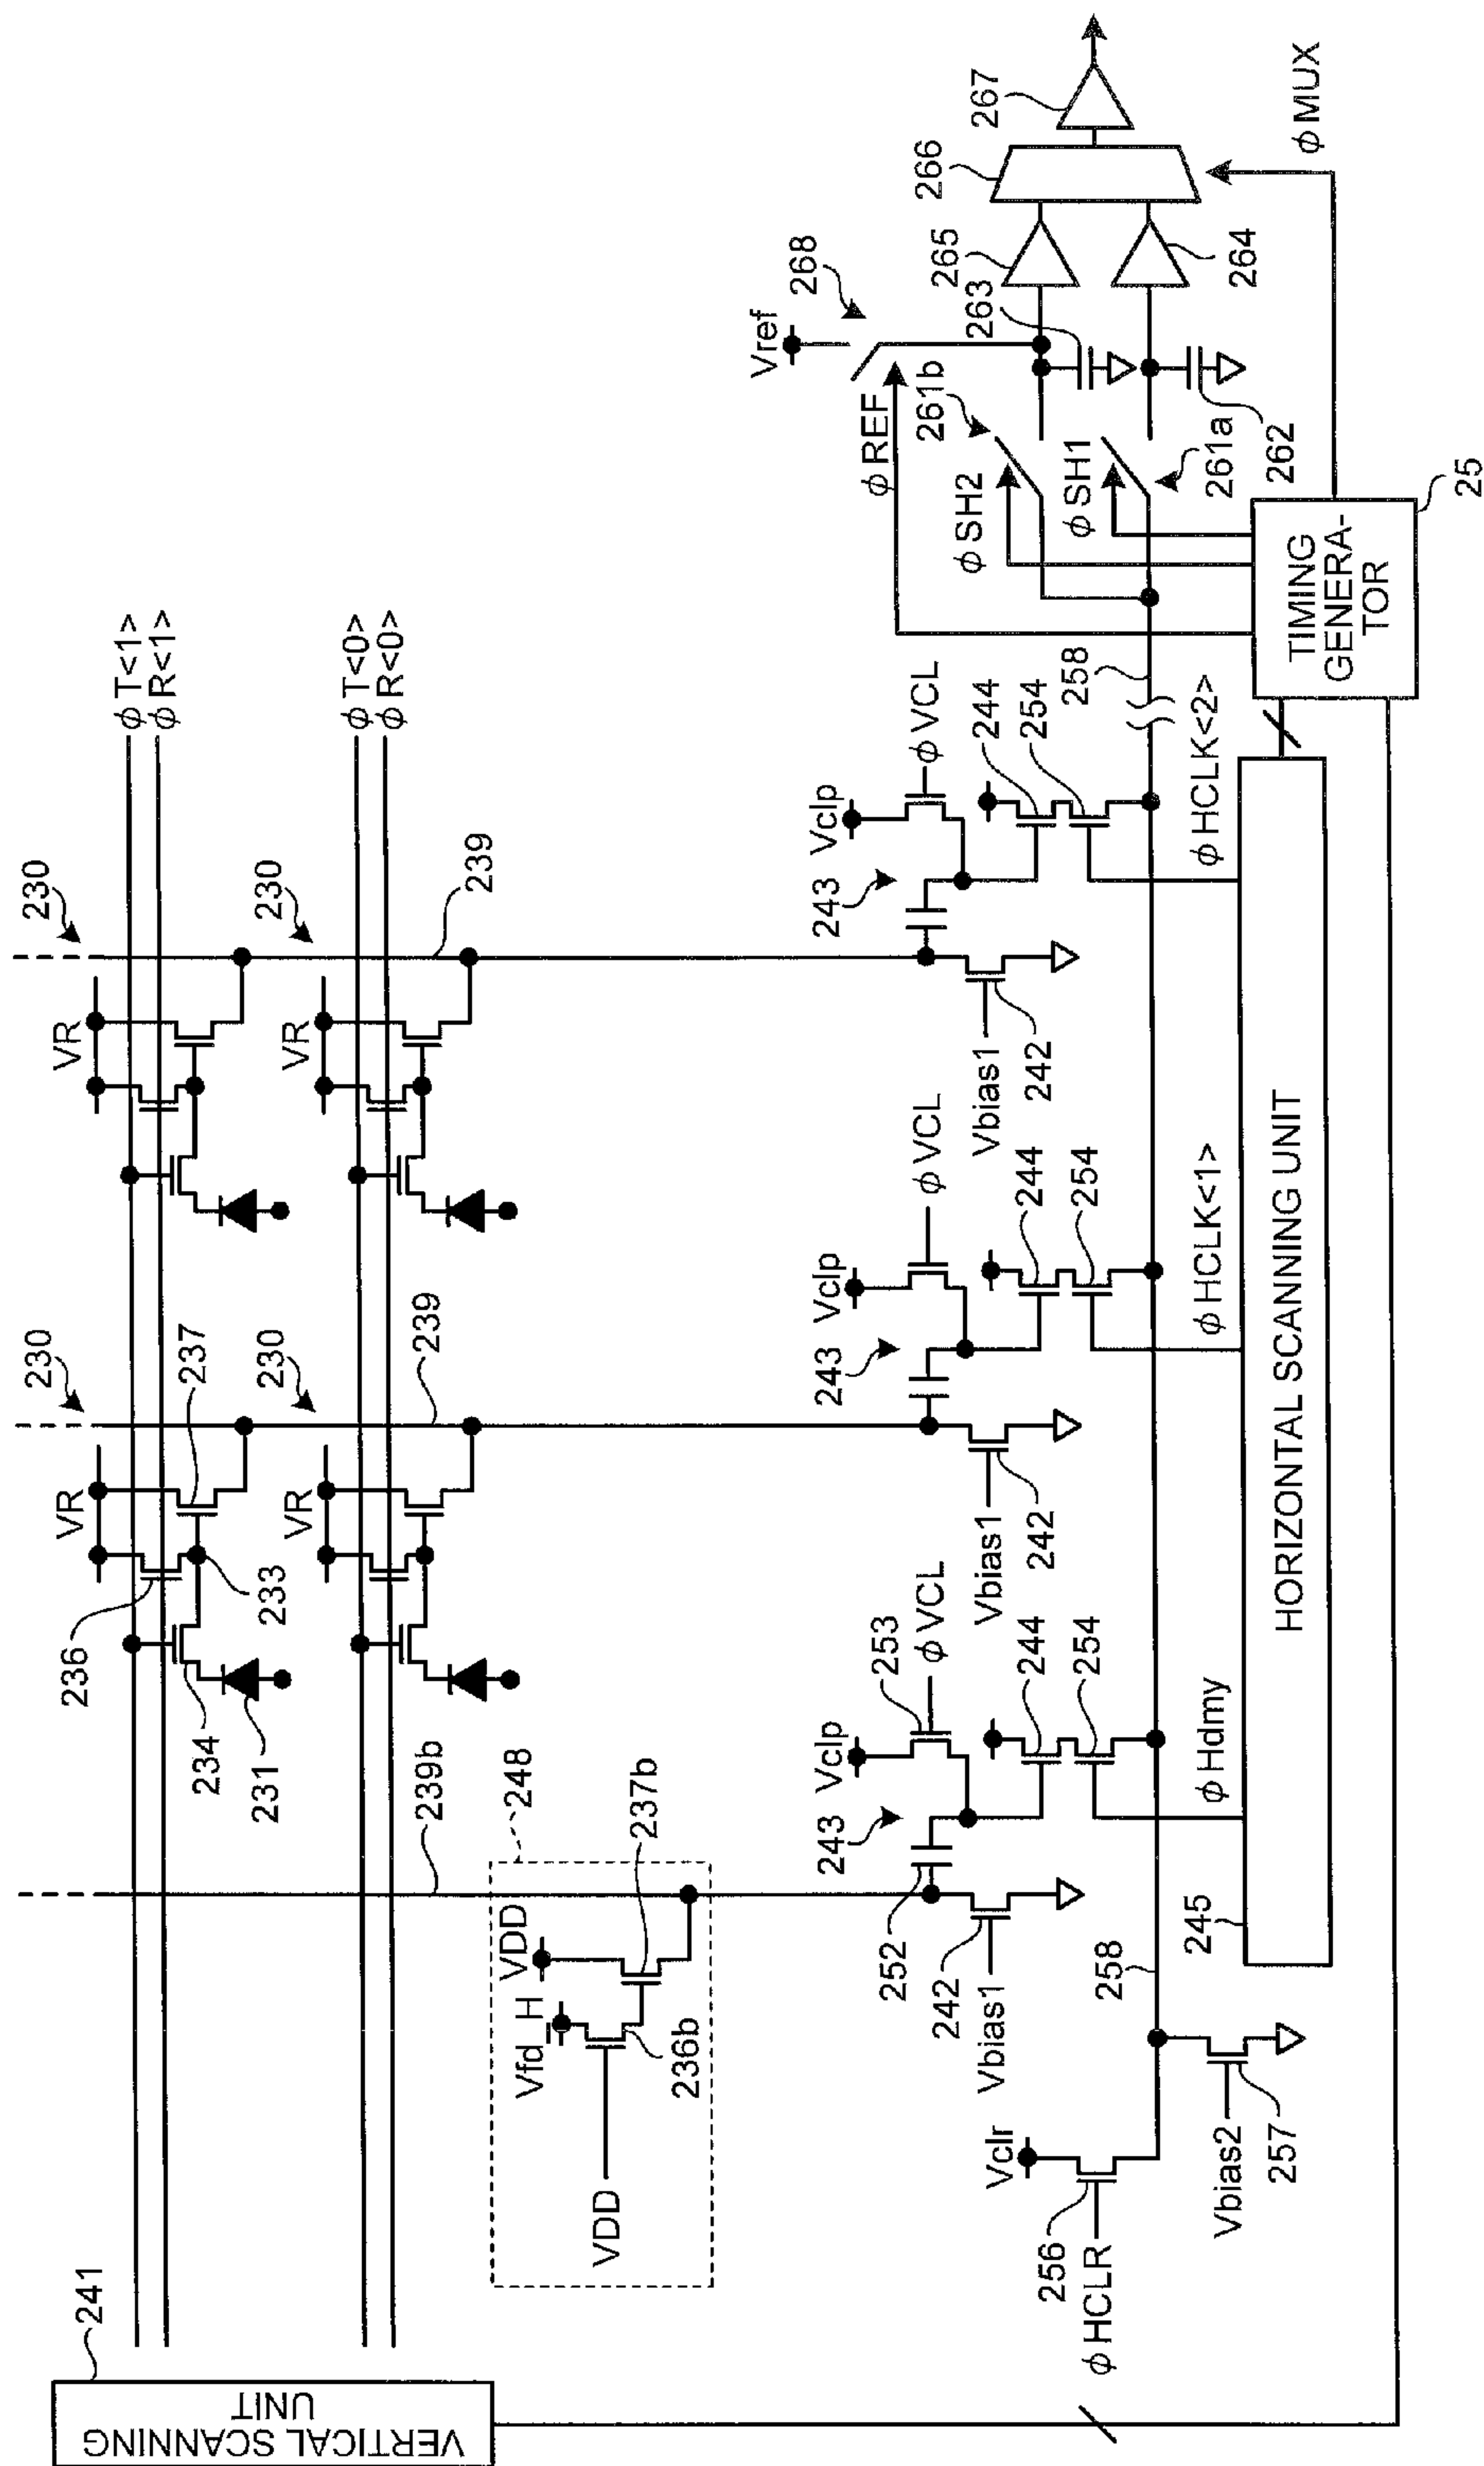 241
VERTICAL SCANNING
UNIT
φT<1>
φR<1>
φT<0>
φR<0>
230
230
VR
VR
236
237
234
233
231
230
230
VR
VR
239b
239
239
248
Vfd_H
VDD
VDD
236b
237b
Vclp
253
φVCL
243
252
242
Vbias1
244
254
φHdmy
Vclp
φVCL
243
242
Vbias1
244
254
φHCLK<1>
Vclp
φVCL
243
242
Vbias1
244
254
φHCLK<2>
Vclr
256
φHCLR
Vbias2
257
258
258
245
HORIZONTAL SCANNING UNIT
Vref
268
φREF
261b
φSH2
φSH1
261a
263
262
265
264
266
267
φMUX
TIMING
GENERA-
TOR
25